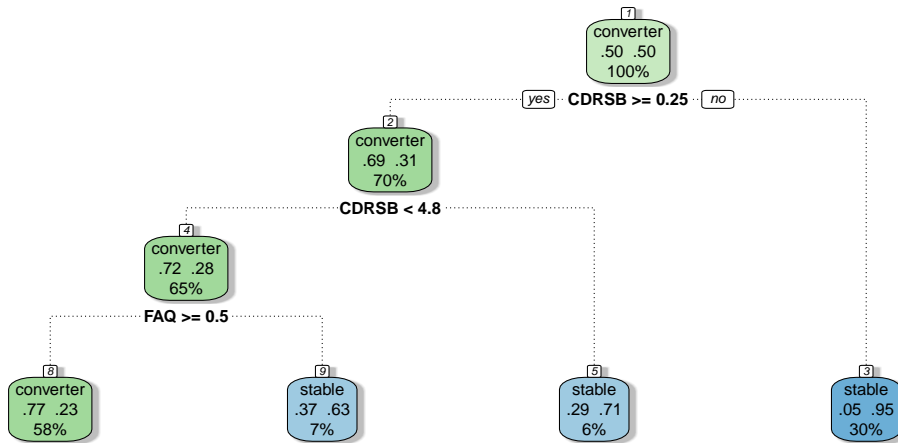 1
converter
.50 .50
100%
yes CDRSB >= 0.25 no
2
converter
.69 .31
70%
CDRSB < 4.8
4
converter
.72 .28
65%
FAQ >= 0.5
8
converter
.77 .23
58%
9
stable
.37 .63
7%
5
stable
.29 .71
6%
3
stable
.05 .95
30%